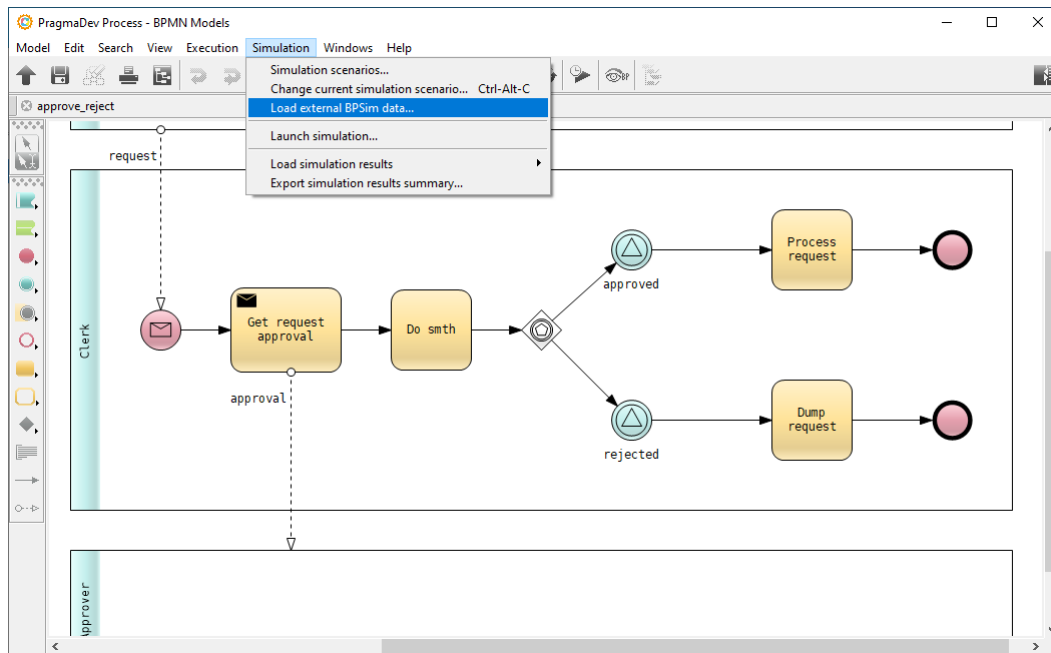 PragmaDev Process - BPMN Models
Model Edit Search View Execution Simulation Windows Help
Simulation scenarios...
Change current simulation scenario... Ctrl-Alt-C
Load external BPSim data...
Launch simulation...
Load simulation results
Export simulation results summary...
BP
approve_reject
request
Clerk
Get request
approval
Do smth
approved
Process
request
approval
rejected
Dump
request
Approver